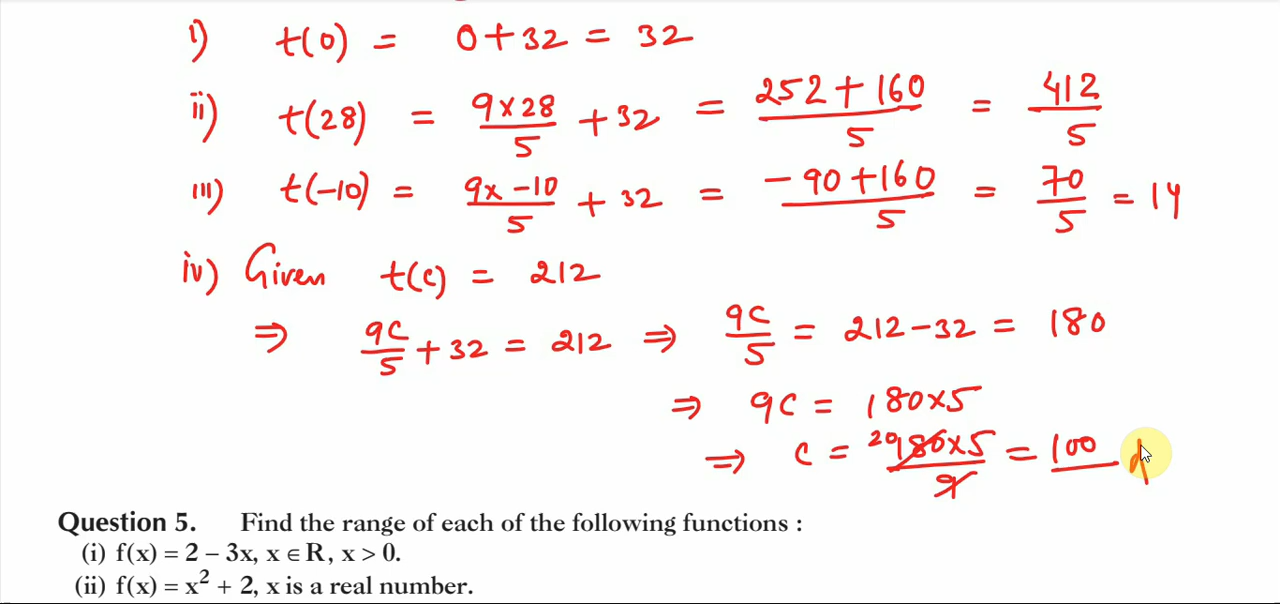 i) t(0) = 0+32 = 32
ii) t(28) = 9×28/5 + 32 = 252+160/5 = 412/5
iii) t(-10) = 9x-10/5 + 32 = -90+160/5 = 70/5 = 14
iv) Given t(c) = 212
⇒ 9c/5 + 32 = 212 ⇒ 9c/5 = 212-32 = 180
⇒ 9c = 180×5
⇒ c = 20 180×5/9 = 100
Question 5. Find the range of each of the following functions :
(i) f(x) = 2 – 3x, x ∈ R, x > 0.
(ii) f(x) = x² + 2, x is a real number.